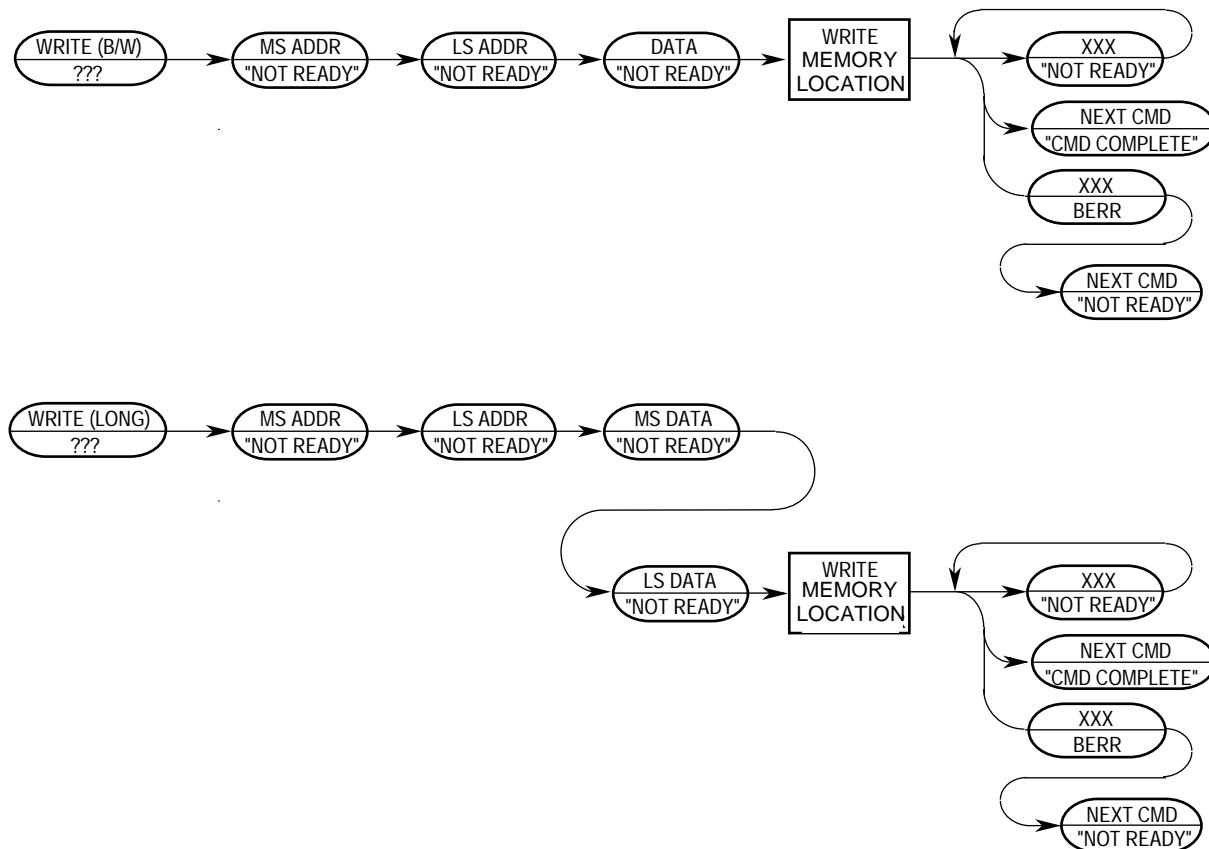 WRITE (B/W)
???
MS ADDR
"NOT READY"
LS ADDR
"NOT READY"
DATA
"NOT READY"
WRITE
MEMORY
LOCATION
XXX
"NOT READY"
NEXT CMD
"CMD COMPLETE"
XXX
BERR
NEXT CMD
"NOT READY"
WRITE (LONG)
???
MS ADDR
"NOT READY"
LS ADDR
"NOT READY"
MS DATA
"NOT READY"
LS DATA
"NOT READY"
WRITE
MEMORY
LOCATION
XXX
"NOT READY"
NEXT CMD
"CMD COMPLETE"
XXX
BERR
NEXT CMD
"NOT READY"